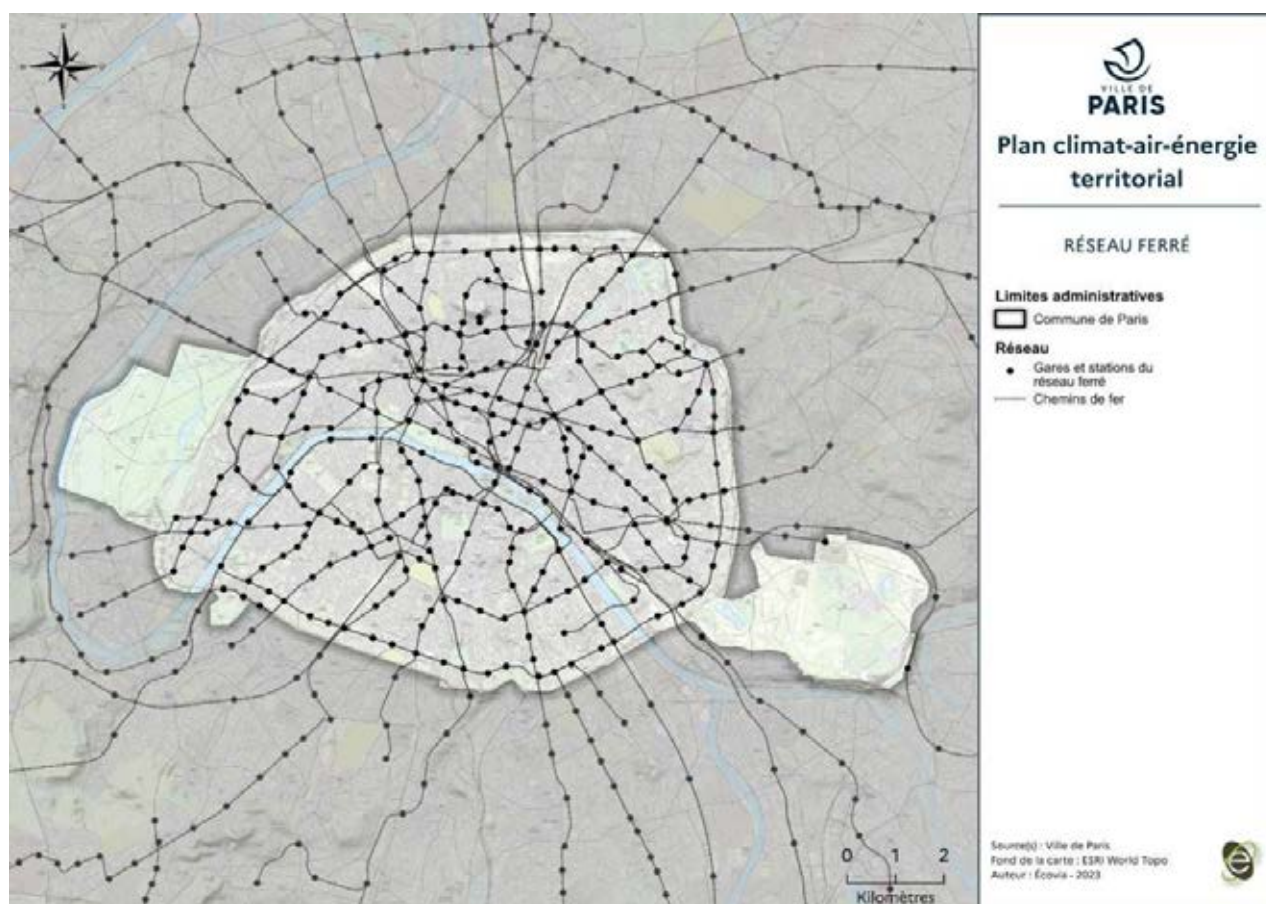 VILLE DE
PARIS
Plan climat-air-énergie
territorial
RÉSEAU FERRÉ
Limites administratives
Commune de Paris
Réseau
Gares et stations du
réseau ferré
Chemins de fer
0 1 2
Kilomètres
Source(s) : Ville de Paris
Fond de la carte : ESRI World Topo
Auteur : Écovia - 2023